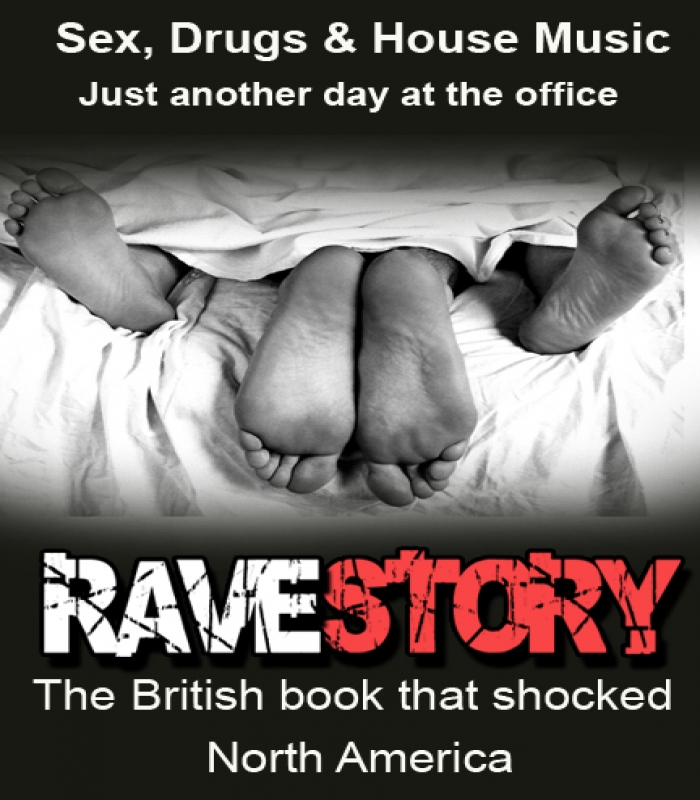 Sex, Drugs & House Music
Just another day at the office
RAVESTORY
The British book that shocked
North America